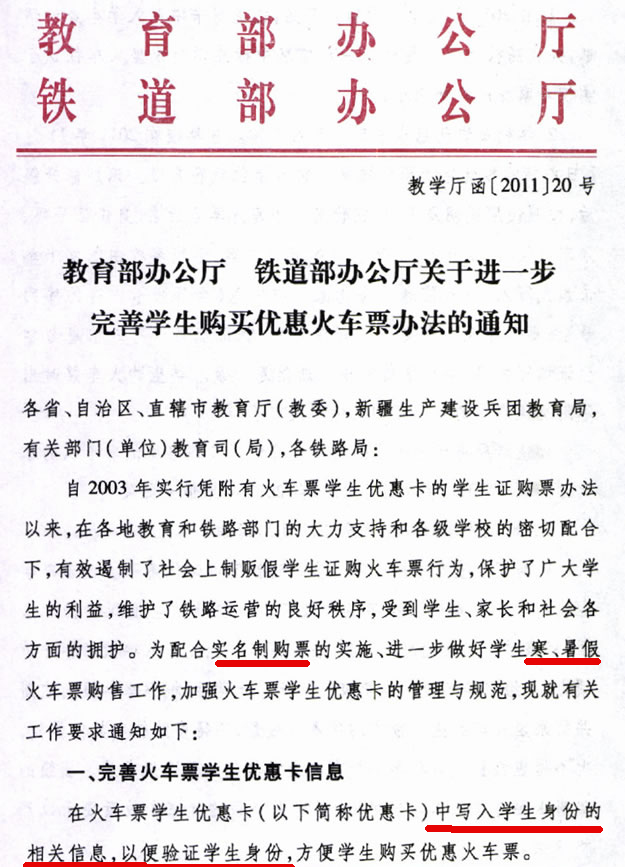 教育部办公厅
铁道部办公厅
教学厅函〔2011〕20号
教育部办公厅 铁道部办公厅关于进一步
完善学生购买优惠火车票办法的通知
各省、自治区、直辖市教育厅(教委),新疆生产建设兵团教育局,
有关部门(单位)教育司(局),各铁路局:
自2003年实行凭附有火车票学生优惠卡的学生证购票办法
以来,在各地教育和铁路部门的大力支持和各级学校的密切配合
下,有效遏制了社会上制贩假学生证购火车票行为,保护了广大学
生的利益,维护了铁路运营的良好秩序,受到学生、家长和社会各
方面的拥护。为配合实名制购票的实施、进一步做好学生寒、暑假
火车票购售工作,加强火车票学生优惠卡的管理与规范,现就有关
工作要求通知如下:
一、完善火车票学生优惠卡信息
在火车票学生优惠卡(以下简称优惠卡)中写入学生身份的
相关信息,以便验证学生身份,方便学生购买优惠火车票。